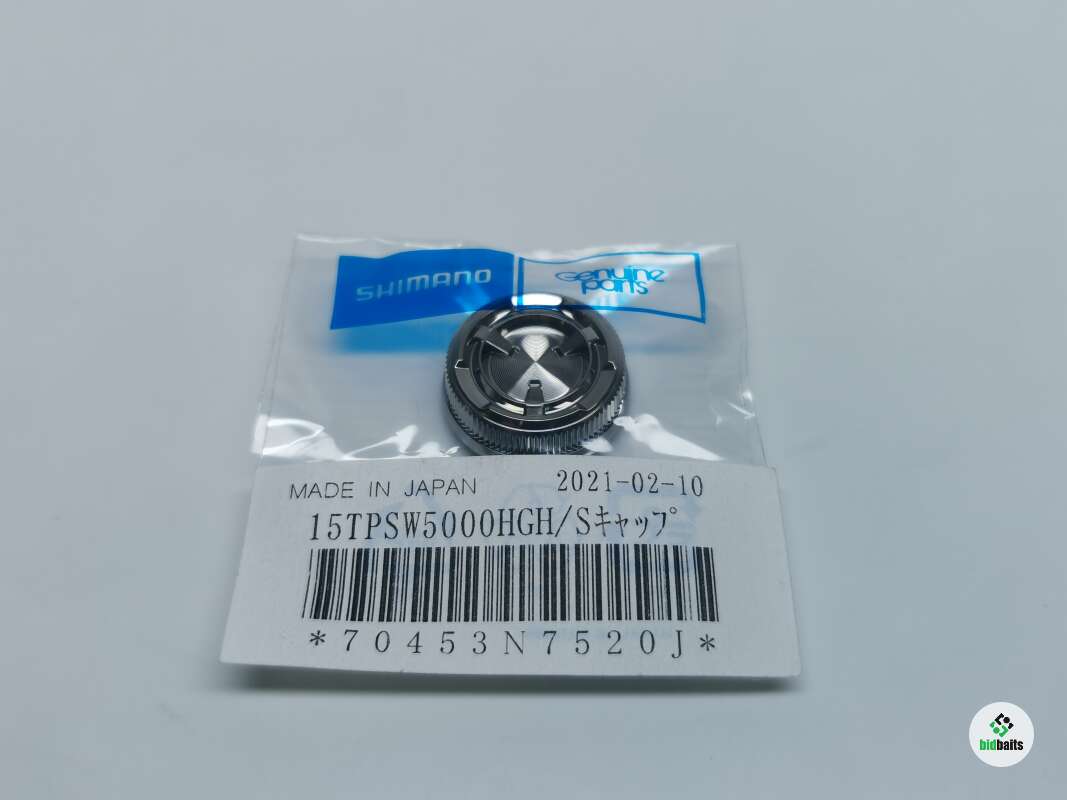 SHIMANO
Genuine
parts
MADE IN JAPAN 2021-02-10
15TPSW5000HGH/Sｷｬｯﾌﾟ
*70453N7520J*
bidbaits